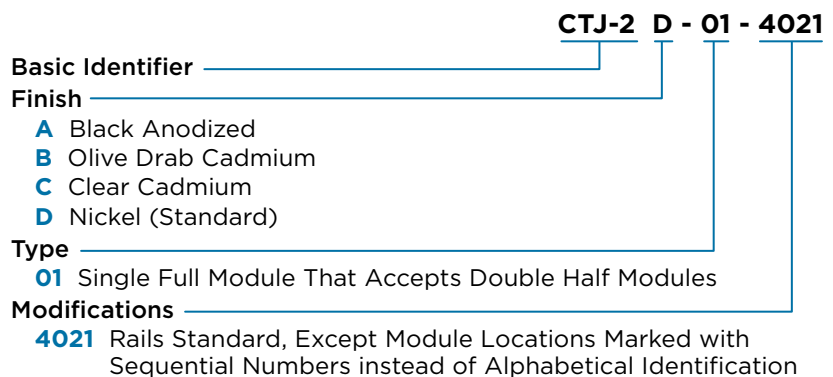 CTJ-2 D - 01 - 4021
Basic Identifier
Finish
A Black Anodized
B Olive Drab Cadmium
C Clear Cadmium
D Nickel (Standard)
Type
01 Single Full Module That Accepts Double Half Modules
Modifications
4021 Rails Standard, Except Module Locations Marked with
Sequential Numbers instead of Alphabetical Identification